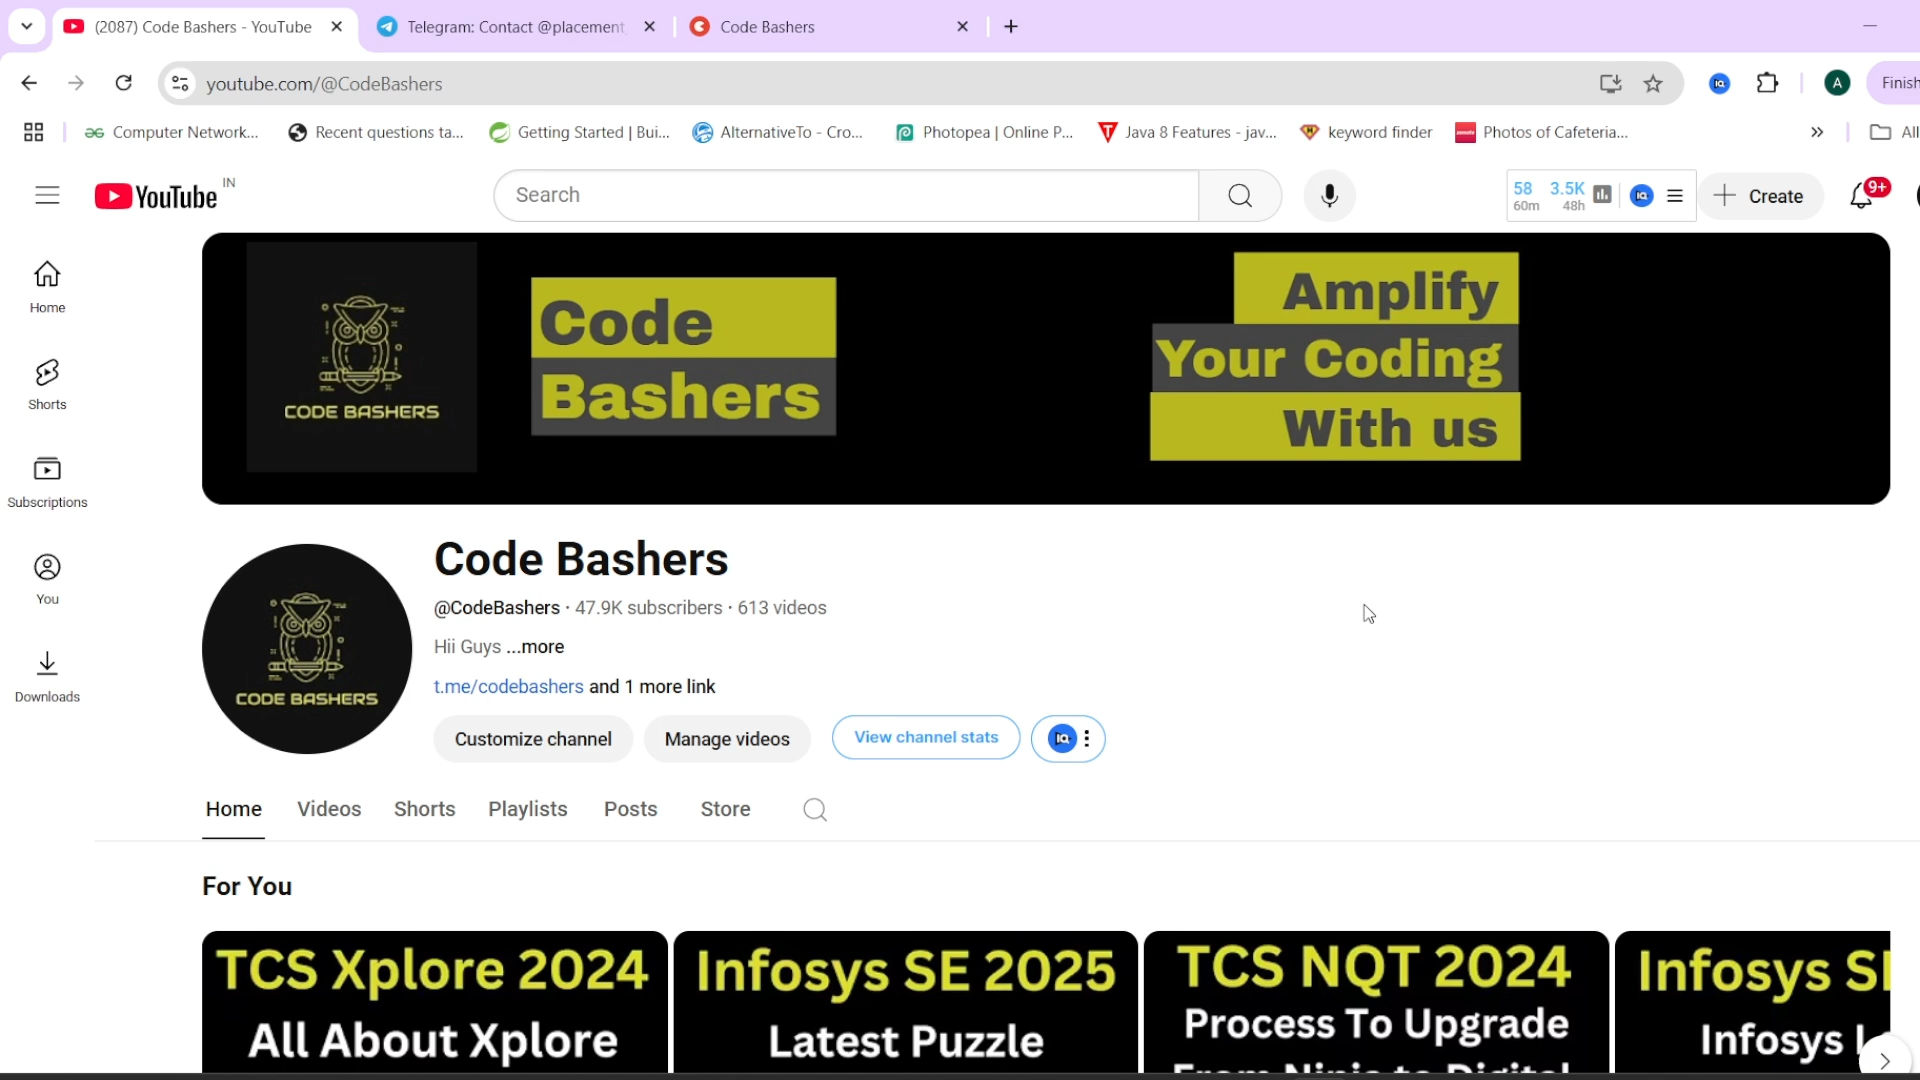 (2087) Code Bashers - YouTube
Telegram: Contact @placement
Code Bashers
youtube.com/@CodeBashers
A
Finish
Computer Network...
Recent questions ta...
Getting Started | Bui...
AlternativeTo - Cro...
Photopea | Online P...
Java 8 Features - jav...
keyword finder
Photos of Cafeteria...
All
YouTube IN
Search
58 3.5K
60m 48h
Create
9+
Home
Shorts
Subscriptions
You
Downloads
CODE BASHERS
Code
Bashers
Amplify
Your Coding
With us
CODE BASHERS
Code Bashers
@CodeBashers · 47.9K subscribers · 613 videos
Hii Guys ...more
t.me/codebashers and 1 more link
Customize channel
Manage videos
View channel stats
Home
Videos
Shorts
Playlists
Posts
Store
For You
TCS Xplore 2024
All About Xplore
Infosys SE 2025
Latest Puzzle
TCS NQT 2024
Process To Upgrade
From Ninja to Digital
Infosys
Infosys